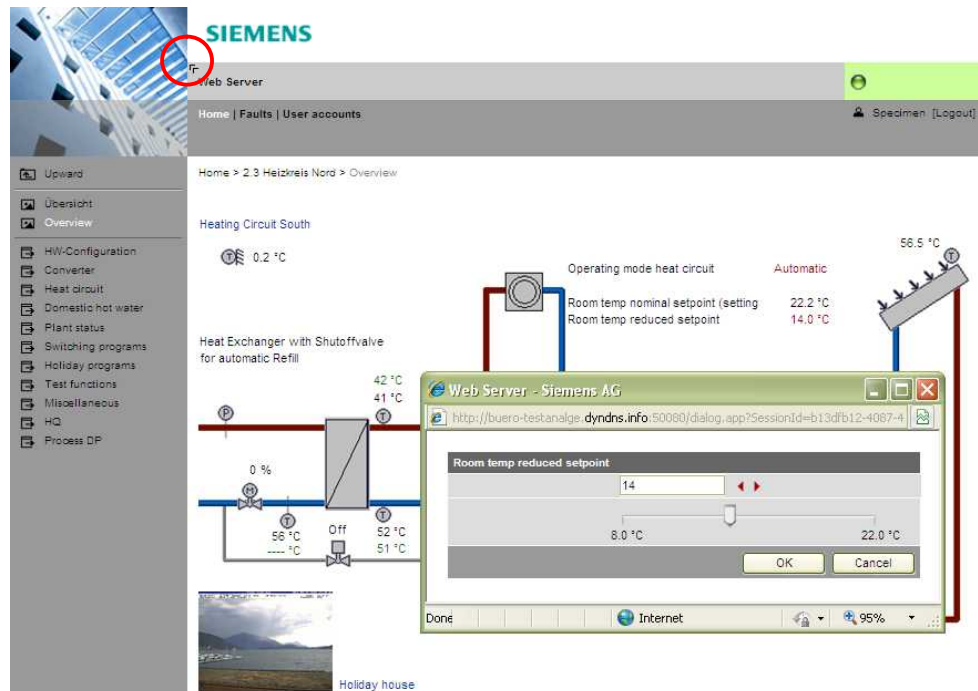 SIEMENS
Web Server
Home | Faults | User accounts
Specimen [Logout]
Upward
Übersicht
Overview
HW-Configuration
Converter
Heat circuit
Domestic hot water
Plant status
Switching programs
Holiday programs
Test functions
Miscellaneous
HQ
Process DP
Home > 2.3 Heizkreis Nord > Overview
Heating Circuit South
T 0.2 °C
56.5 °C
T
Operating mode heat circuit Automatic
Room temp nominal setpoint (setting 22.2 °C
Room temp reduced setpoint 14.0 °C
Heat Exchanger with Shutoffvalve
for automatic Refill
42 °C
41 °C
P T
0 %
M
T T
56 °C Off 52 °C
---- °C 51 °C
Holiday house
Web Server - Siemens AG
http://buero-testanalge.dyndns.info:50080/dialog.app?SessionId=b13dfb12-4087-4
Room temp reduced setpoint
14
8.0 °C 22.0 °C
OK Cancel
Done Internet 95%